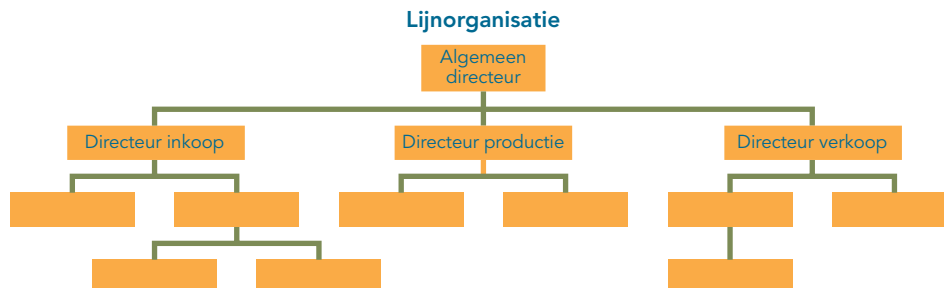 Lijnorganisatie
Algemeen
directeur
Directeur inkoop
Directeur productie
Directeur verkoop